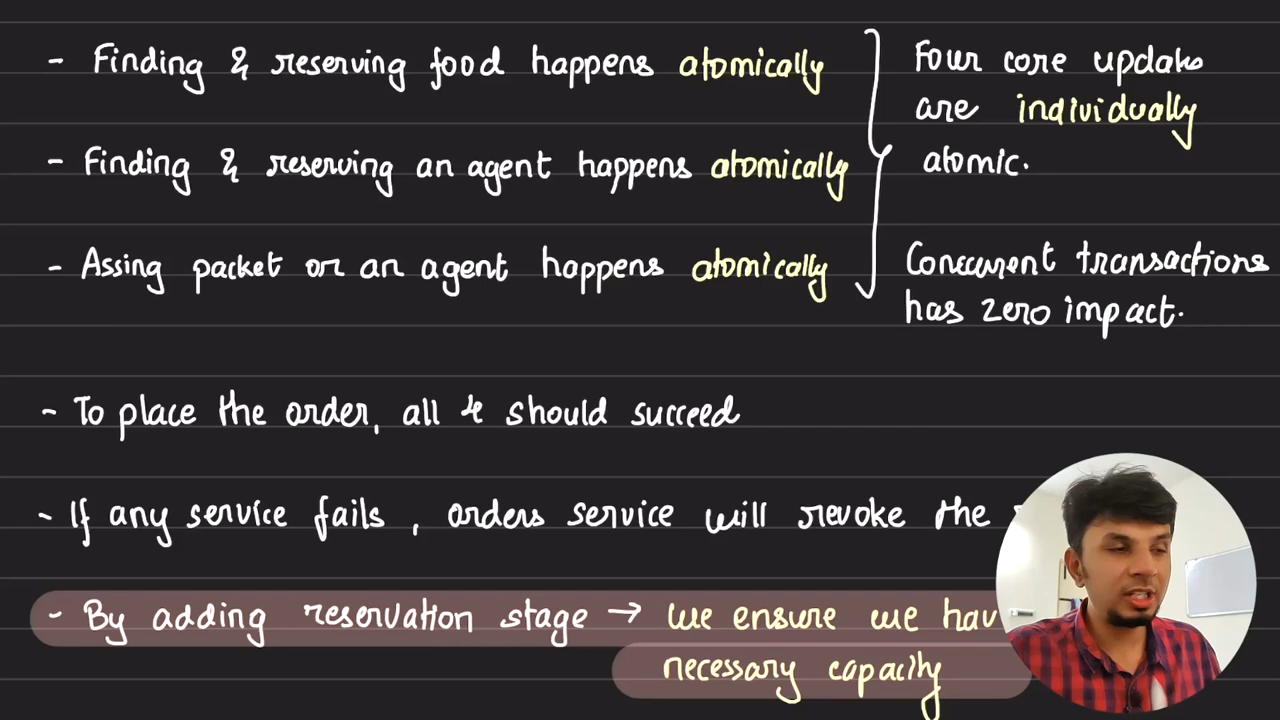 - Finding & reserving food happens atomically
- Finding & reserving an agent happens atomically
- Assing packet or an agent happens atomically
Four core updates
are individually
atomic.
Concurrent transactions
has zero impact.
- To place the order, all 4 should succeed
- If any service fails, orders service will revoke the
- By adding reservation stage → we ensure we hav
necessary capacity